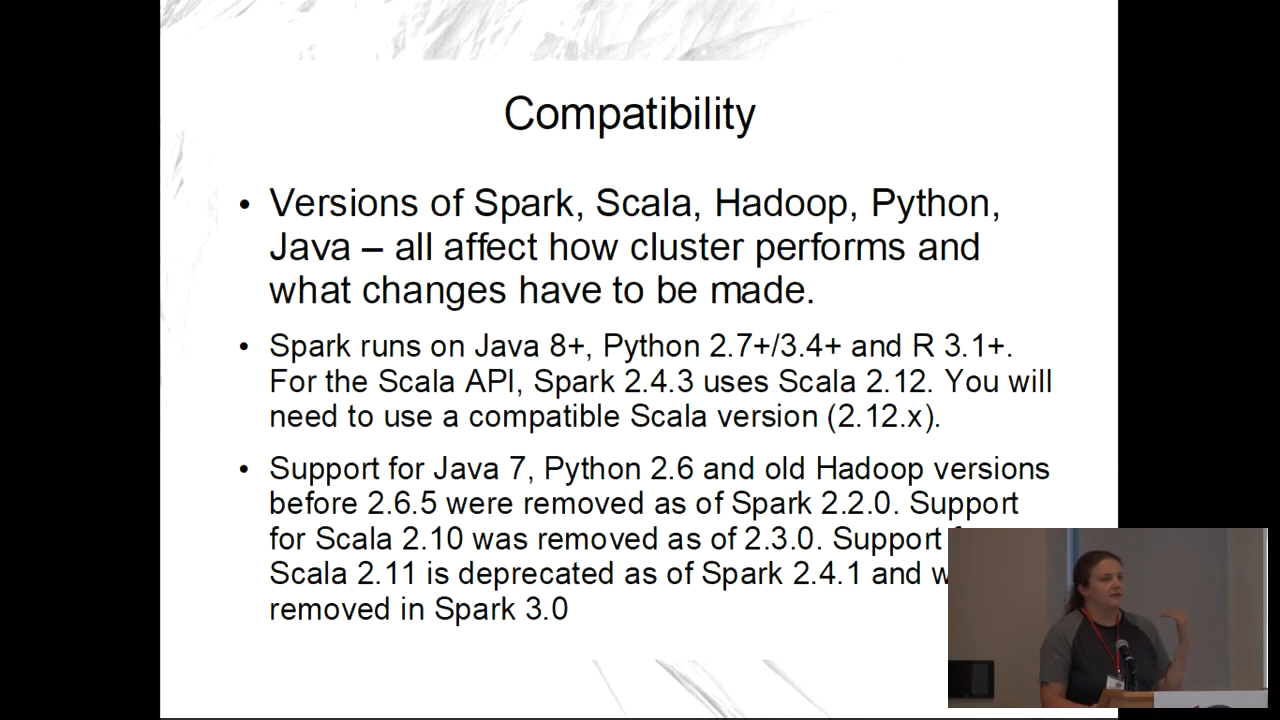 Compatibility
• Versions of Spark, Scala, Hadoop, Python,
Java – all affect how cluster performs and
what changes have to be made.
• Spark runs on Java 8+, Python 2.7+/3.4+ and R 3.1+.
For the Scala API, Spark 2.4.3 uses Scala 2.12. You will
need to use a compatible Scala version (2.12.x).
• Support for Java 7, Python 2.6 and old Hadoop versions
before 2.6.5 were removed as of Spark 2.2.0. Support
for Scala 2.10 was removed as of 2.3.0. Support
Scala 2.11 is deprecated as of Spark 2.4.1 and
removed in Spark 3.0